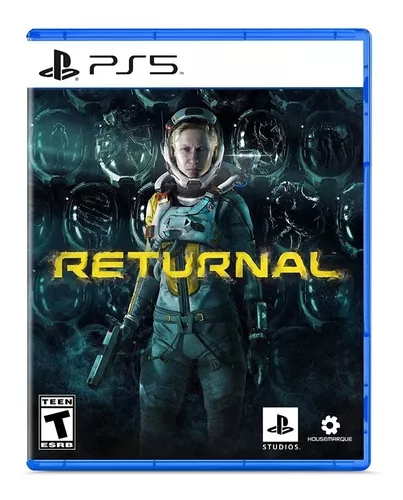 PS5
RETURNAL
TEEN
T
ESRB
STUDIOS
HOUSEMARQUE